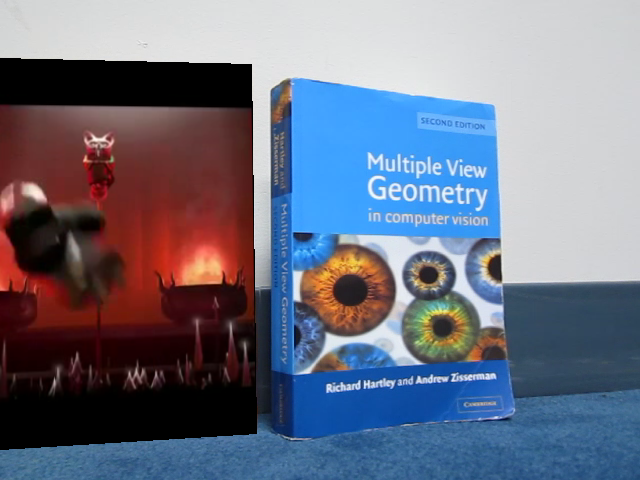 Hartley and
Zisserman
Multiple View Geometry
SECOND EDITION
Multiple View
Geometry
in computer vision
Richard Hartley and Andrew Zisserman
CAMBRIDGE